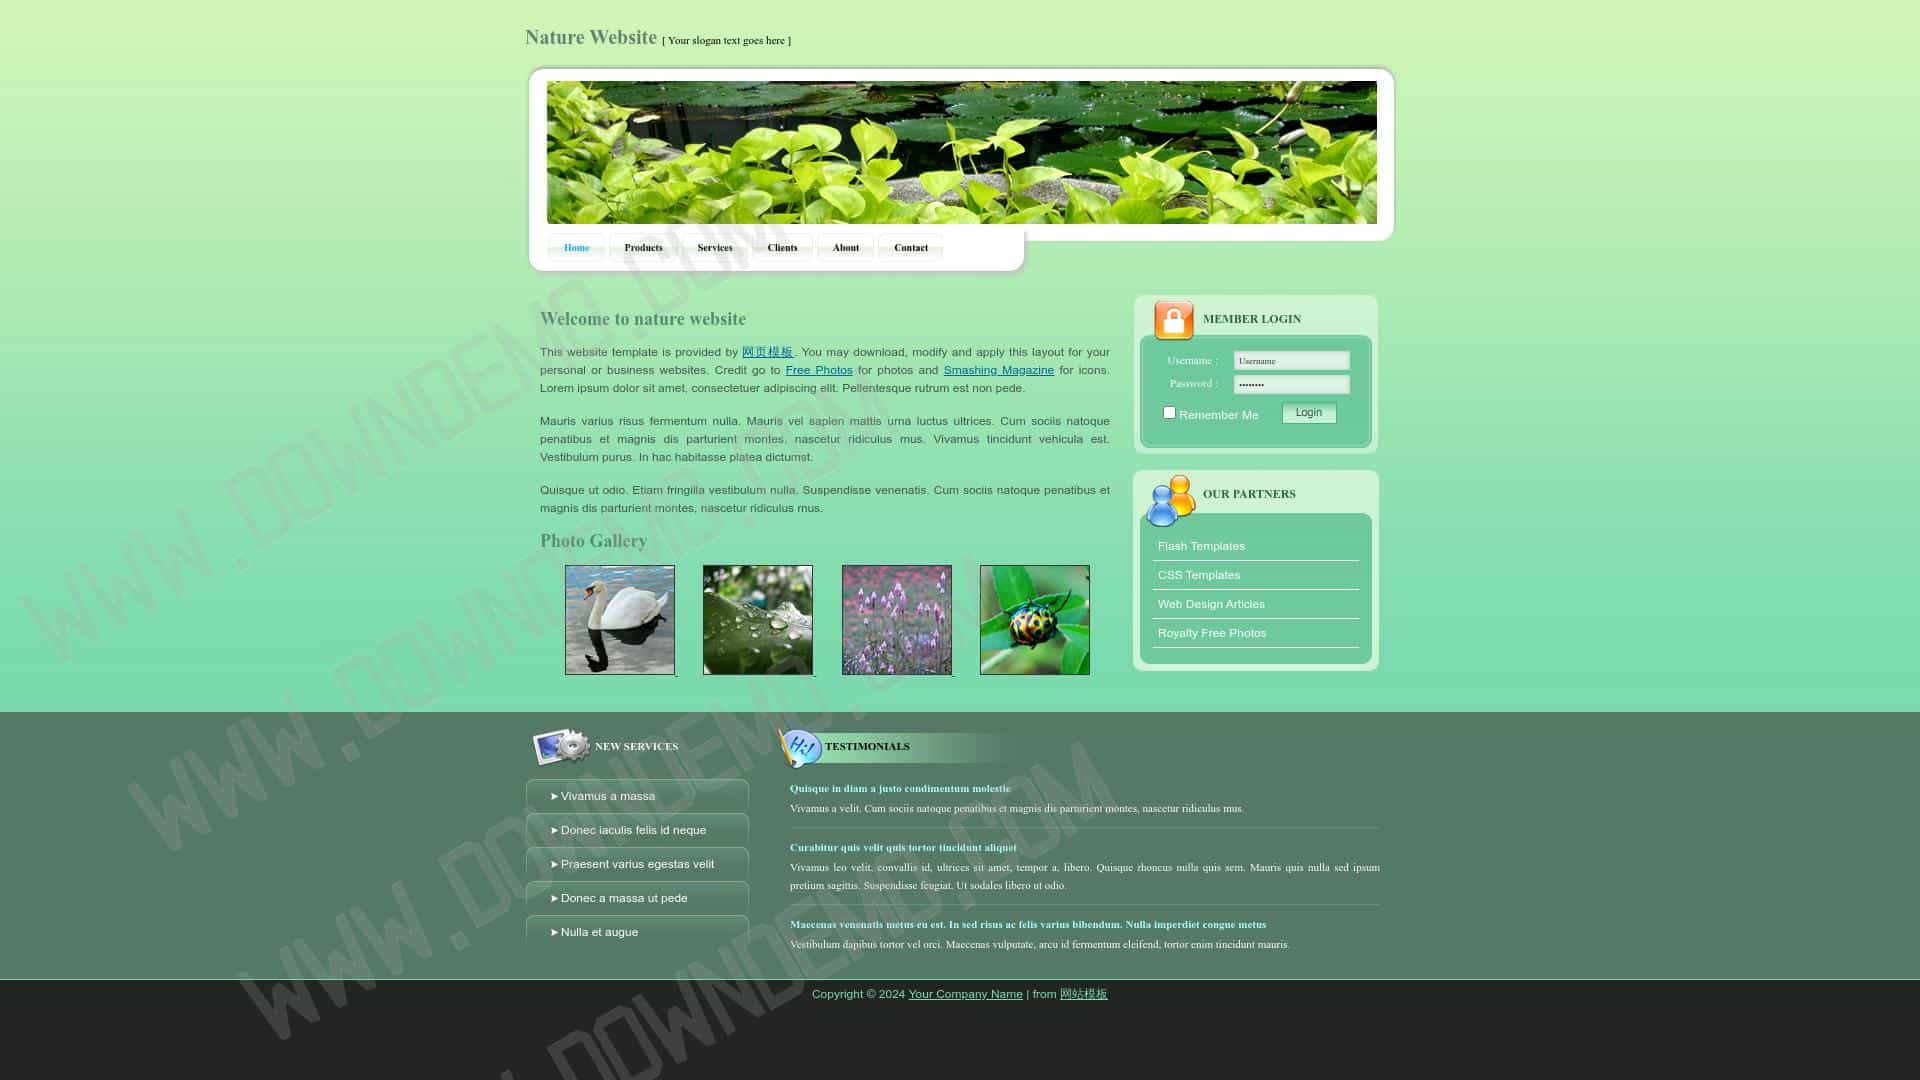 Nature Website [ Your slogan text goes here ]
Home Products Services Clients About Contact
Welcome to nature website
This website template is provided by 网页模板. You may download, modify and apply this layout for your
personal or business websites. Credit go to Free Photos for photos and Smashing Magazine for icons.
Lorem ipsum dolor sit amet, consectetuer adipiscing elit. Pellentesque rutrum est non pede.
Mauris varius risus fermentum nulla. Mauris vel sapien mattis urna luctus ultrices. Cum sociis natoque
penatibus et magnis dis parturient montes, nascetur ridiculus mus. Vivamus tincidunt vehicula est.
Vestibulum purus. In hac habitasse platea dictumst.
Quisque ut odio. Etiam fringilla vestibulum nulla. Suspendisse venenatis. Cum sociis natoque penatibus et
magnis dis parturient montes, nascetur ridiculus mus.
Photo Gallery
MEMBER LOGIN
Username : Username
Password : ••••••••
Remember Me Login
OUR PARTNERS
Flash Templates
CSS Templates
Web Design Articles
Royalty Free Photos
NEW SERVICES
➤ Vivamus a massa
➤ Donec iaculis felis id neque
➤ Praesent varius egestas velit
➤ Donec a massa ut pede
➤ Nulla et augue
Hi!
TESTIMONIALS
Quisque in diam a justo condimentum molestie
Vivamus a velit. Cum sociis natoque penatibus et magnis dis parturient montes, nascetur ridiculus mus.
Curabitur quis velit quis tortor tincidunt aliquet
Vivamus leo velit, convallis id, ultrices sit amet, tempor a, libero. Quisque rhoncus nulla quis sem. Mauris quis nulla sed ipsum
pretium sagittis. Suspendisse feugiat. Ut sodales libero ut odio.
Maecenas venenatis metus eu est. In sed risus ac felis varius bibendum. Nulla imperdiet congue metus
Vestibulum dapibus tortor vel orci. Maecenas vulputate, arcu id fermentum eleifend, tortor enim tincidunt mauris.
Copyright © 2024 Your Company Name | from 网站模板
WWW.DOWNDEMO.COM
WWW.DOWNDEMO.COM
WWW.DOWNDEMO.COM
WWW.DOWNDEMO.COM